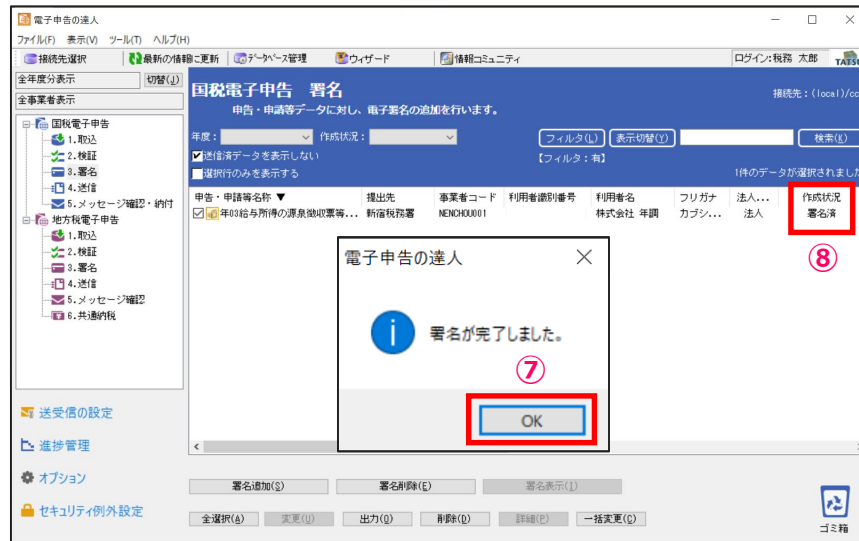 電子申告の達人
ファイル(F) 表示(V) ツール(T) ヘルプ(H)
接続先選択 最新の情報に更新 データベース管理 ウィザード 情報コミュニティ ログイン:税務 太郎 TATSU
全年度分表示 切替(J)
全事業者表示
国税電子申告
1.取込
2.検証
3.署名
4.送信
5.メッセージ確認・納付
地方税電子申告
1.取込
2.検証
3.署名
4.送信
5.メッセージ確認
6.共通納税
送受信の設定
進捗管理
オプション
セキュリティ例外設定
国税電子申告 署名
接続先:(local)/co
申告・申請等データに対し、電子署名の追加を行います。
年度: 作成状況: フィルタ(L) 表示切替(Y) 検索(K)
送信済データを表示しない 【フィルタ:有】
選択行のみを表示する 1件のデータが選択されました
申告・申請等名称 ▼ 提出先 事業者コード 利用者識別番号 利用者名 フリガナ 法人... 作成状況
年03給与所得の源泉徴収票等... 新宿税務署 NENCHOU001 株式会社 年調 カブシ... 法人 署名済
⑧
電子申告の達人
署名が完了しました。
⑦
OK
署名追加(S) 署名削除(E) 署名表示(I)
全選択(A) 変更(U) 出力(O) 削除(D) 詳細(P) 一括変更(C)
ゴミ箱